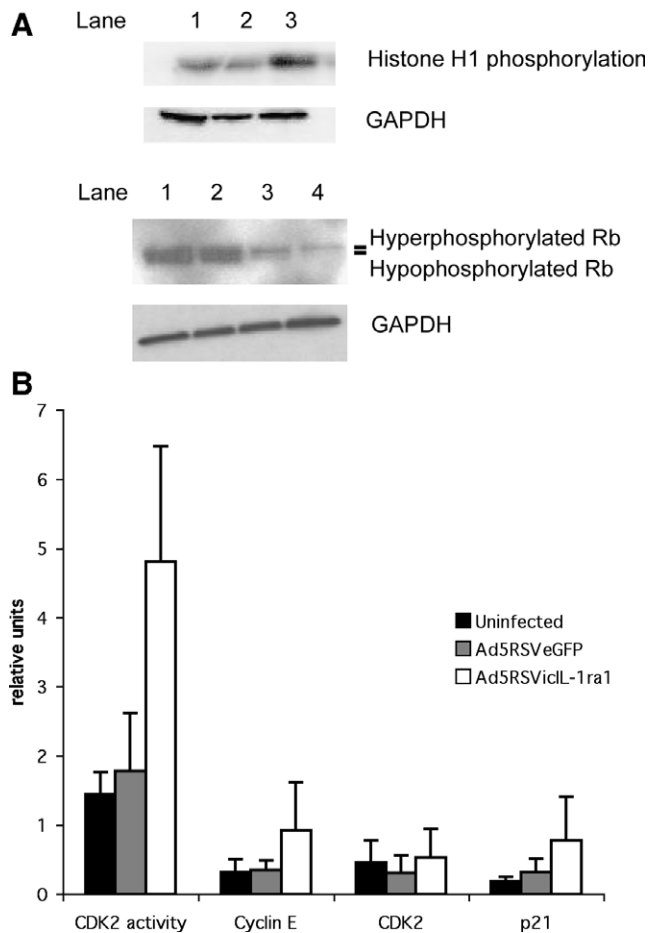 A
Lane 1 2 3
Histone H1 phosphorylation
GAPDH
Lane 1 2 3 4
Hyperphosphorylated Rb
Hypophosphorylated Rb
GAPDH
B
7
6
5
4
3
2
1
0
relative units
Uninfected
Ad5RSVeGFP
Ad5RSVicIL-1ra1
CDK2 activity Cyclin E CDK2 p21